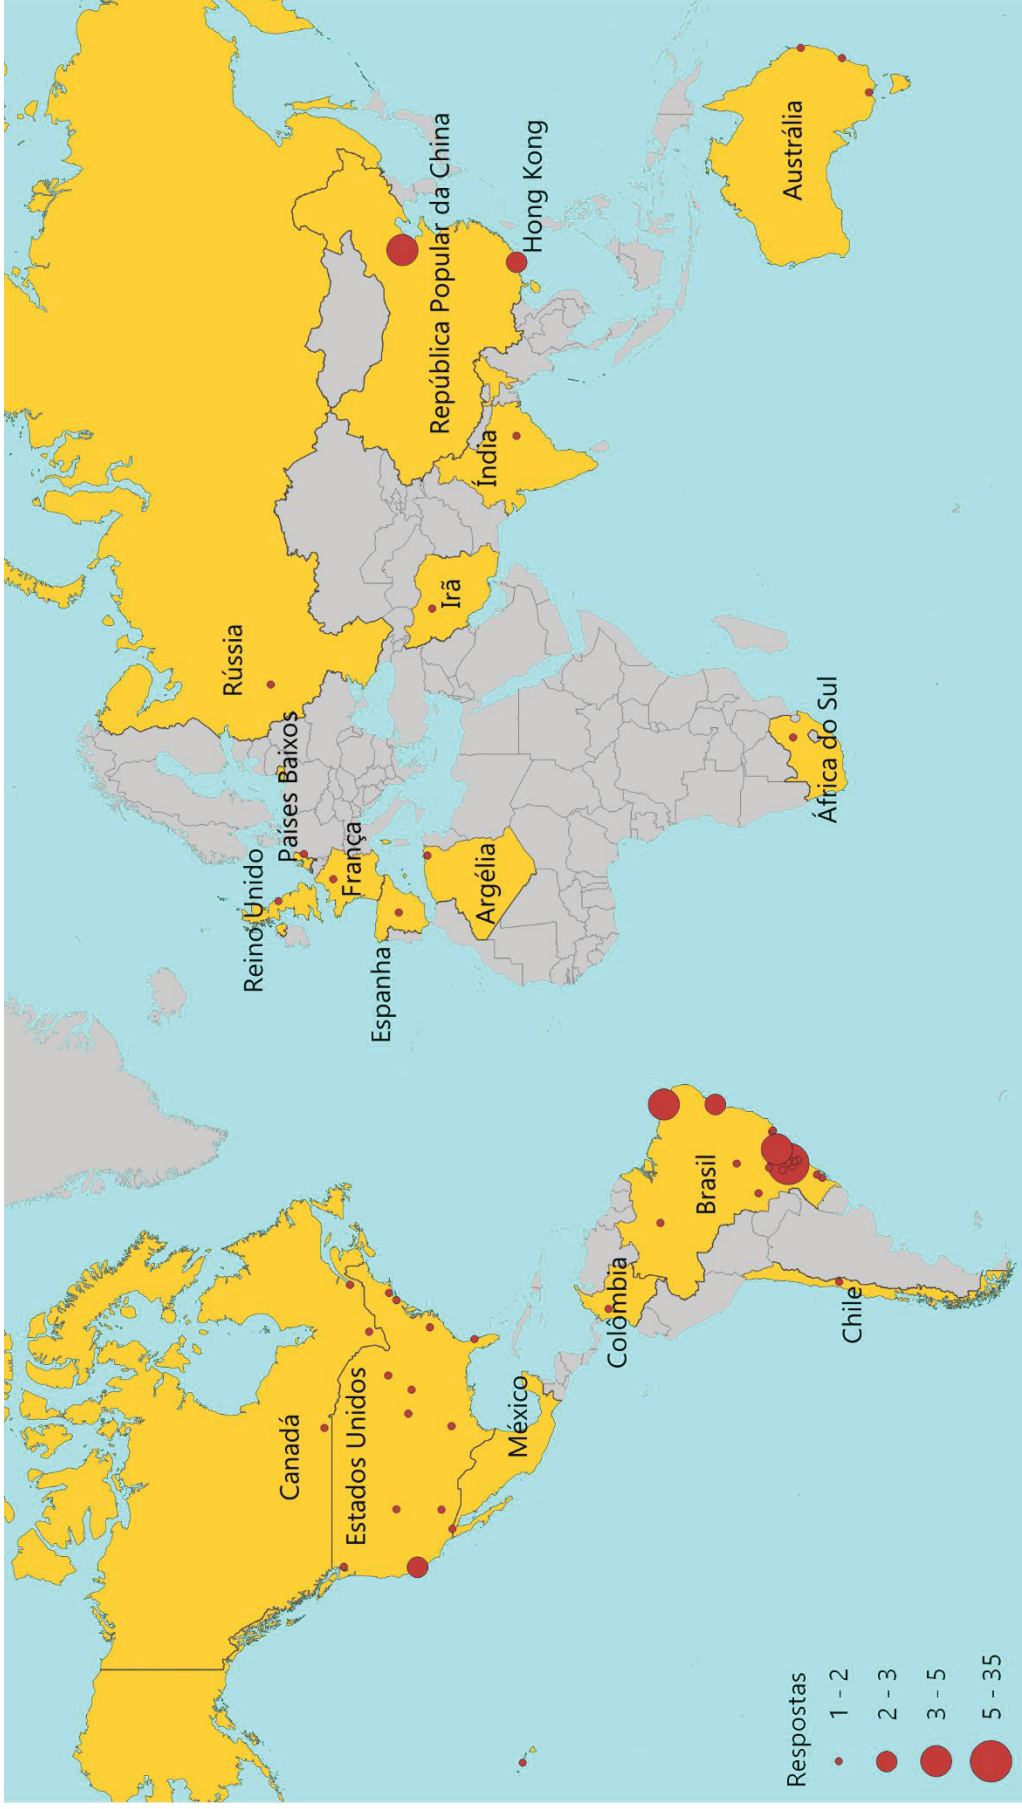 Canadá
Estados Unidos
México
Colômbia
Brasil
Chile
Reino Unido
Países Baixos
França
Espanha
Argélia
África do Sul
Rússia
Irã
Índia
República Popular da China
Hong Kong
Austrália
Respostas
1 - 2
2 - 3
3 - 5
5 - 35